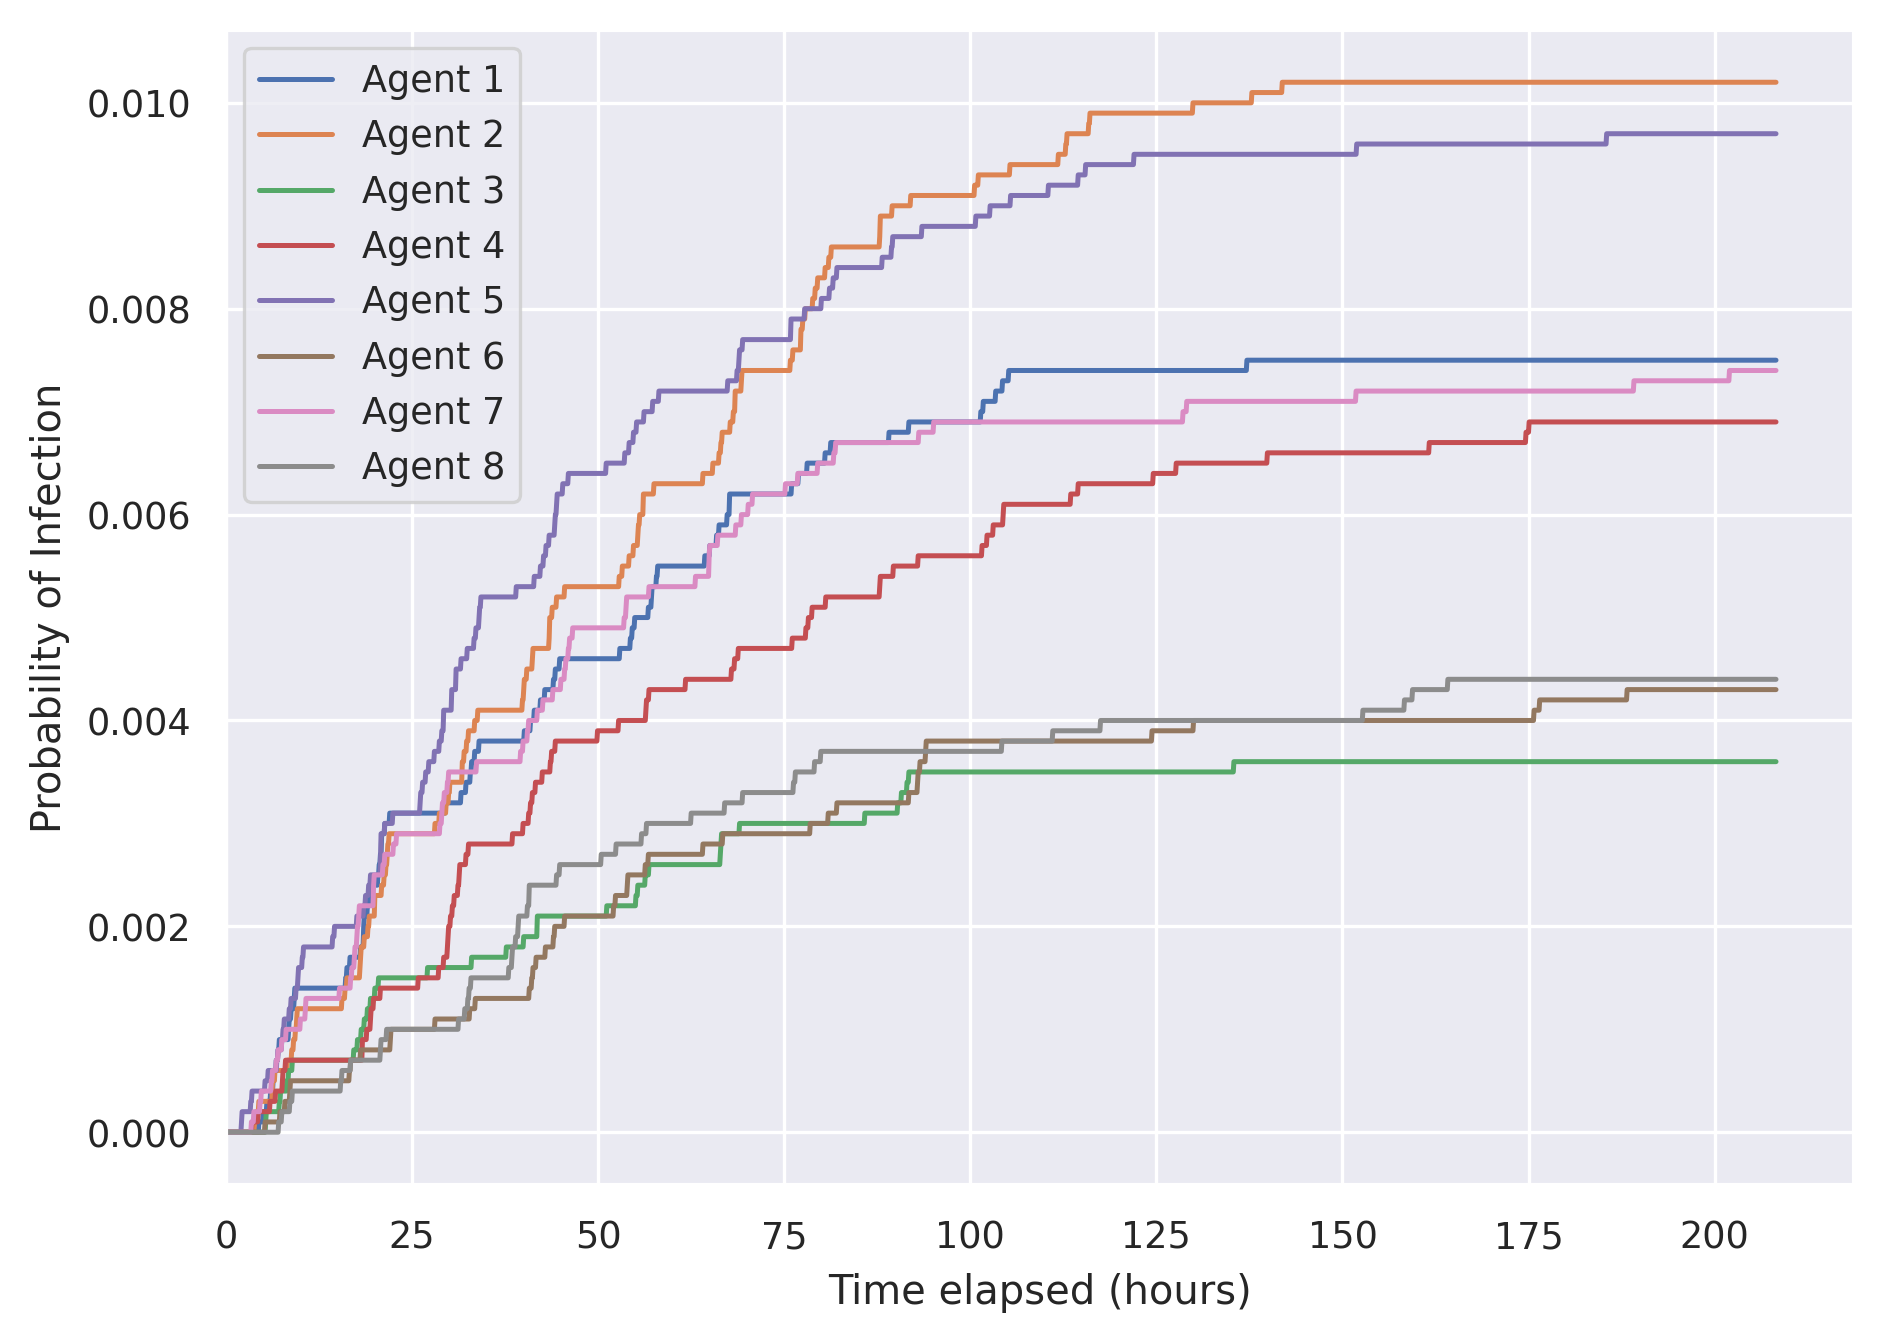 Agent 1
Agent 2
Agent 3
Agent 4
Agent 5
Agent 6
Agent 7
Agent 8
0.010
0.008
0.006
0.004
0.002
0.000
Probability of Infection
0 25 50 75 100 125 150 175 200
Time elapsed (hours)